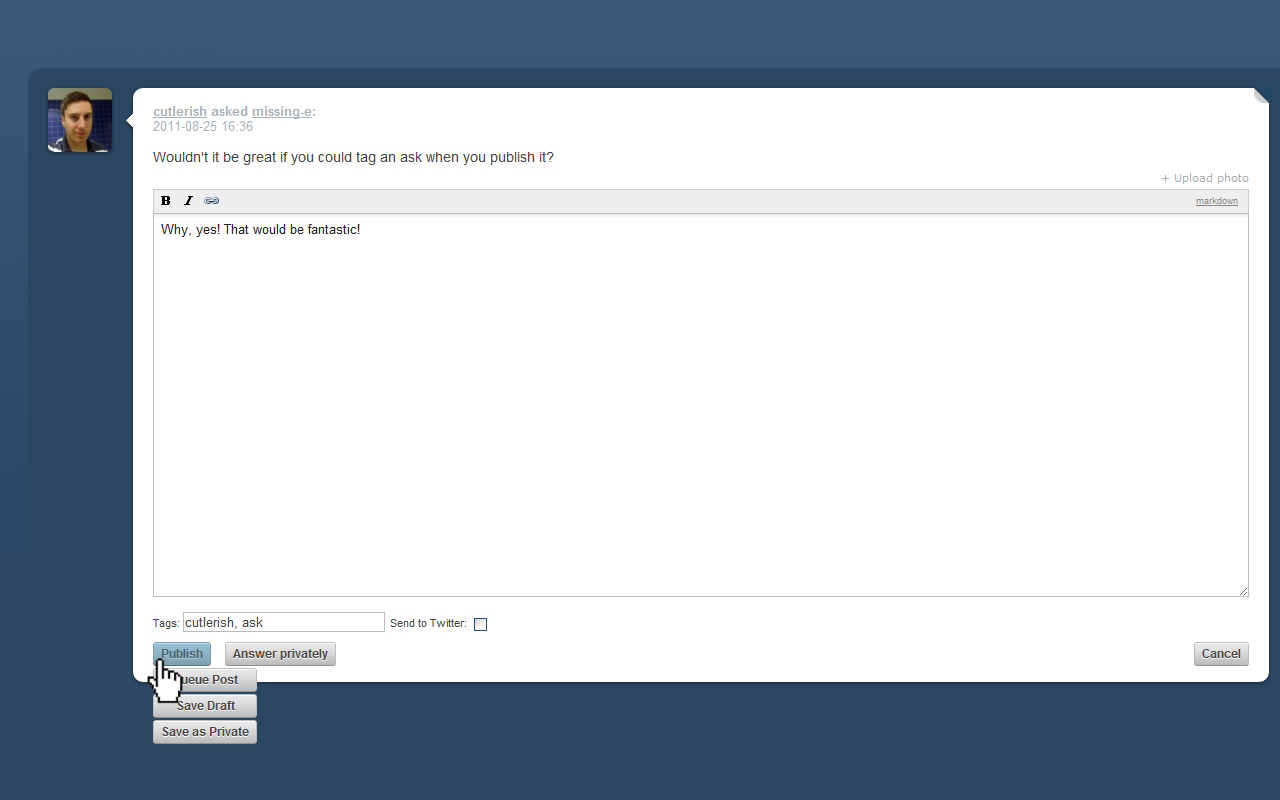 cutlerish asked missing-e:
2011-08-25 16:36
Wouldn't it be great if you could tag an ask when you publish it?
+ Upload photo
B I
markdown
Why, yes! That would be fantastic!
Tags: cutlerish, ask Send to Twitter:
Publish Answer privately Cancel
ueue Post
Save Draft
Save as Private